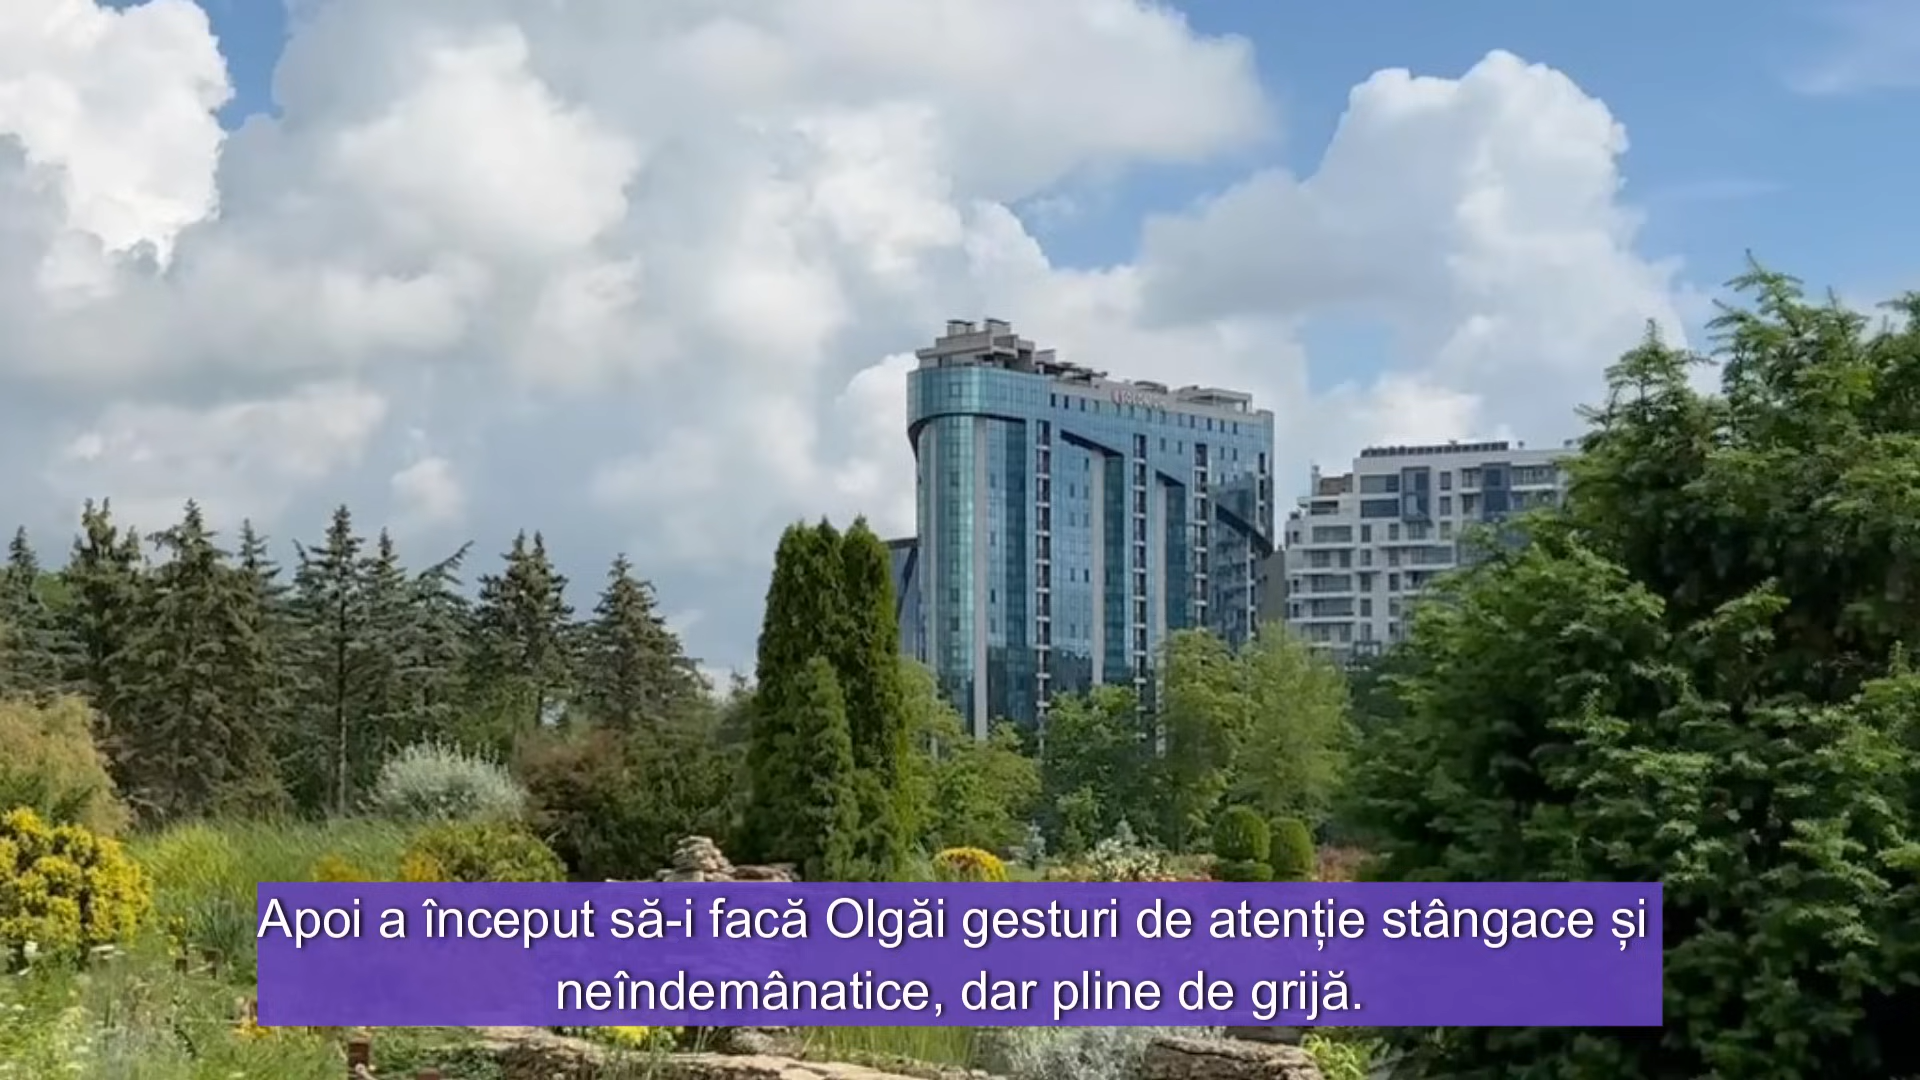 Apoi a început să-i facă Olgăi gesturi de atenție stângace și
neîndemânatice, dar pline de grijă.